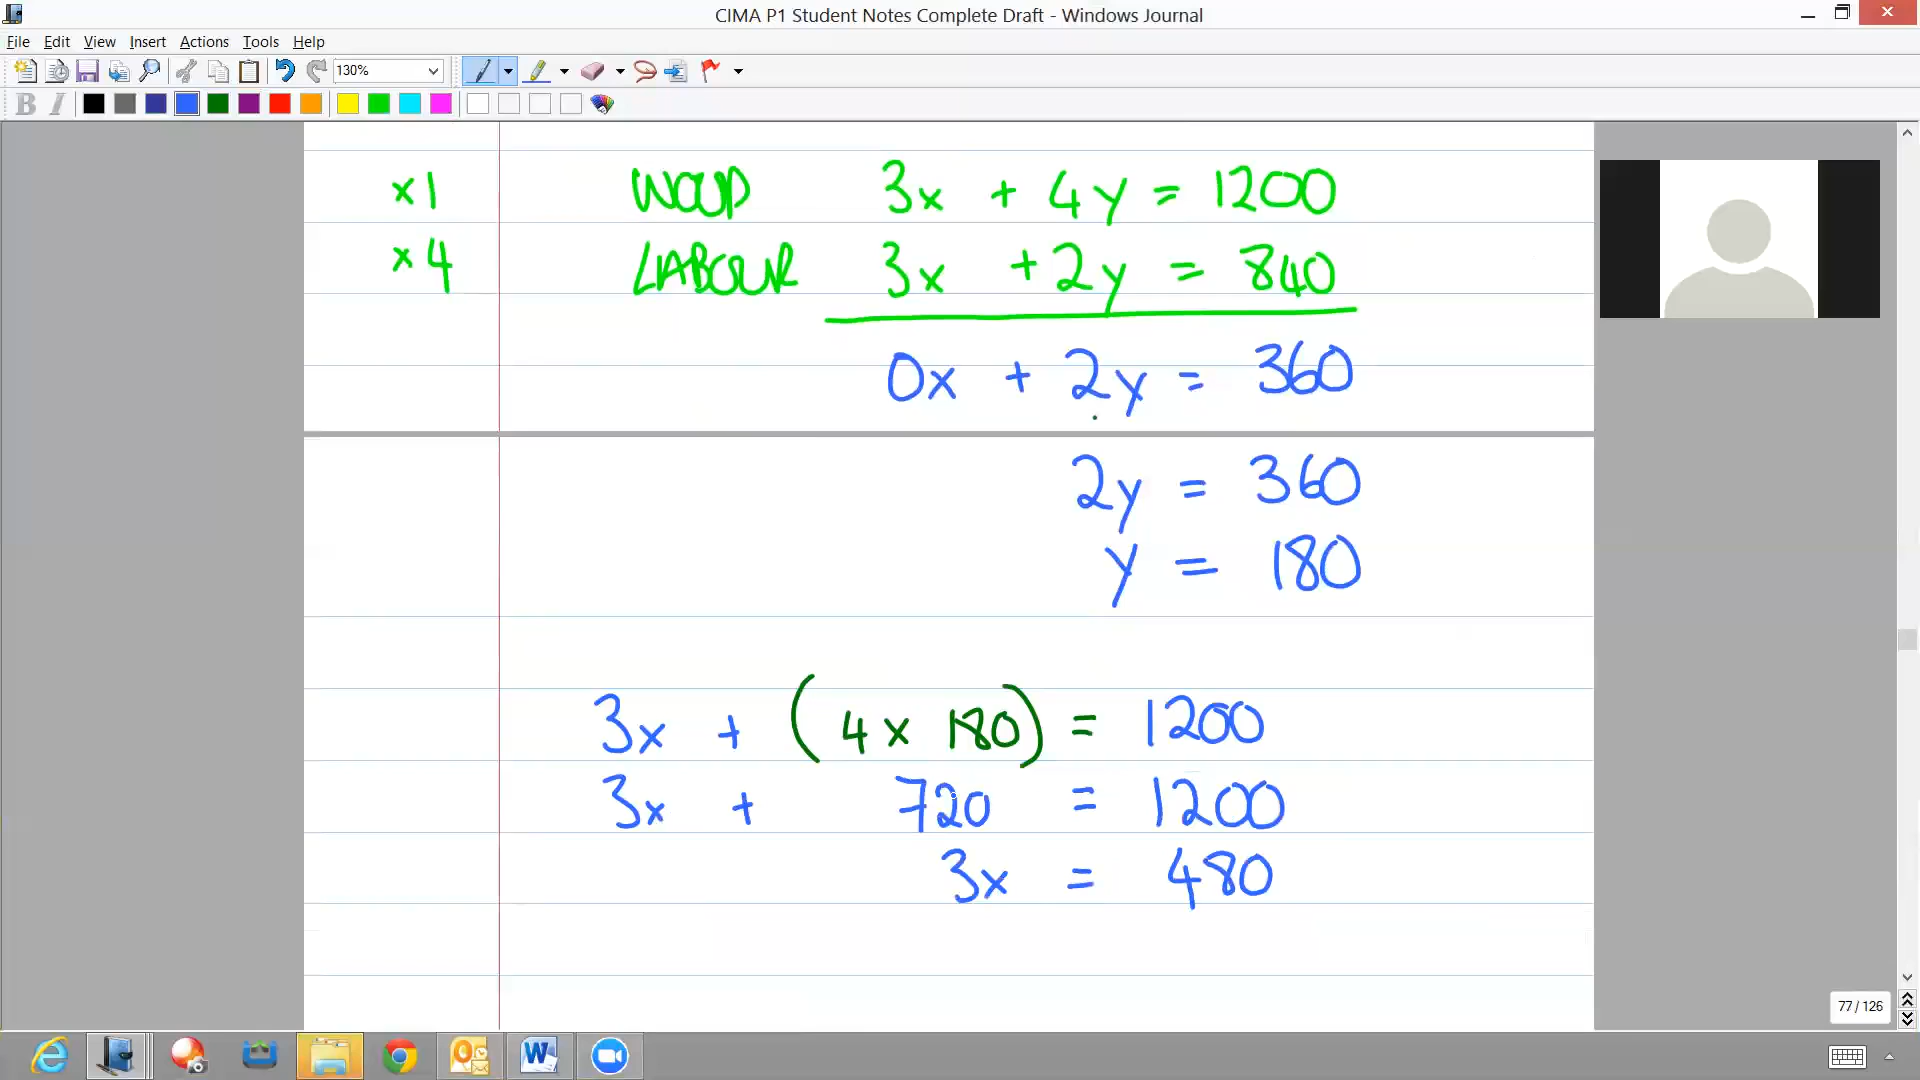 CIMA P1 Student Notes Complete Draft - Windows Journal
File Edit View Insert Actions Tools Help
130%
B I
×1 WOOD 3x + 4y = 1200
×4 LABOUR 3x + 2y = 840
0x + 2y = 360
2y = 360
y = 180
3x + (4 x 180) = 1200
3x + 720 = 1200
3x = 480
77 / 126